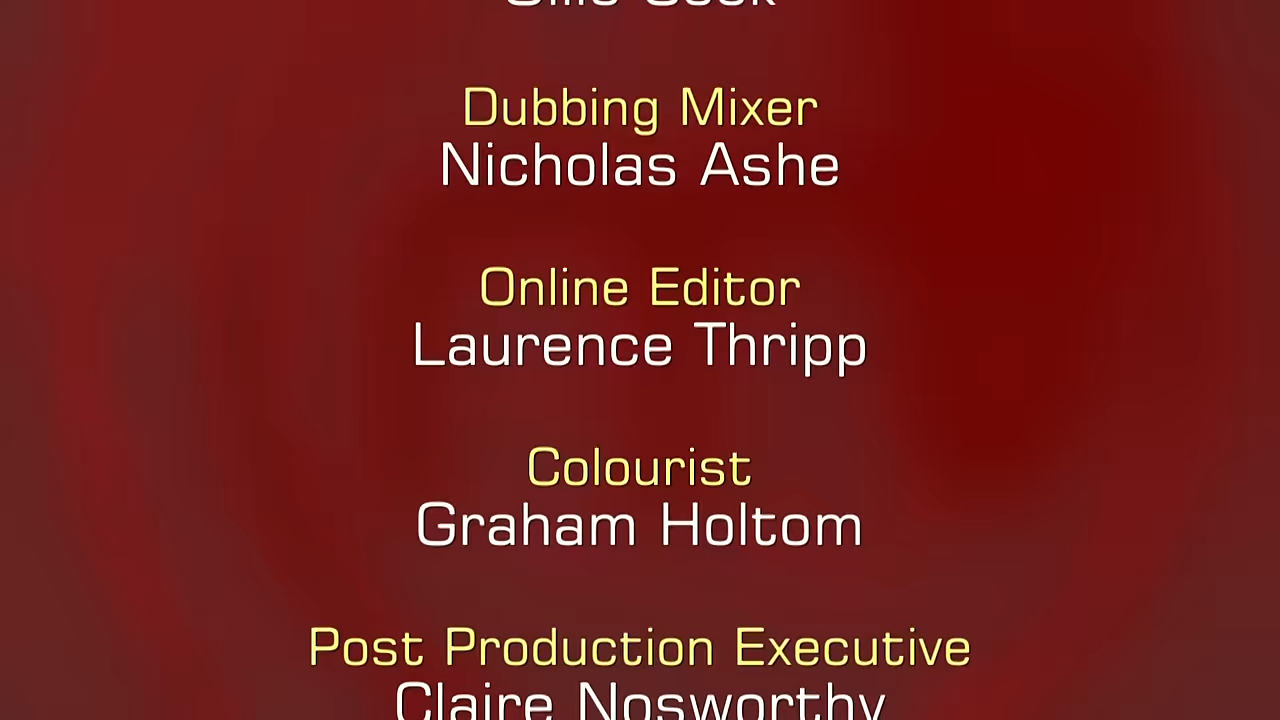 Dubbing Mixer
Nicholas Ashe
Online Editor
Laurence Thripp
Colourist
Graham Holtom
Post Production Executive
Claire Nosworthy